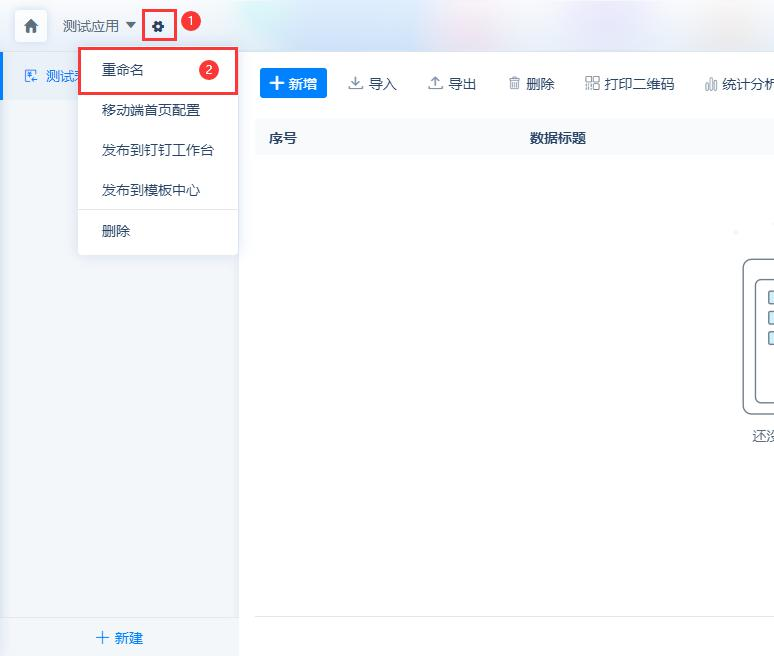 测试应用 1
重命名 2
移动端首页配置
发布到钉钉工作台
发布到模板中心
删除
测试
新增 导入 导出 删除 打印二维码 统计分析
序号 数据标题
还没
新建